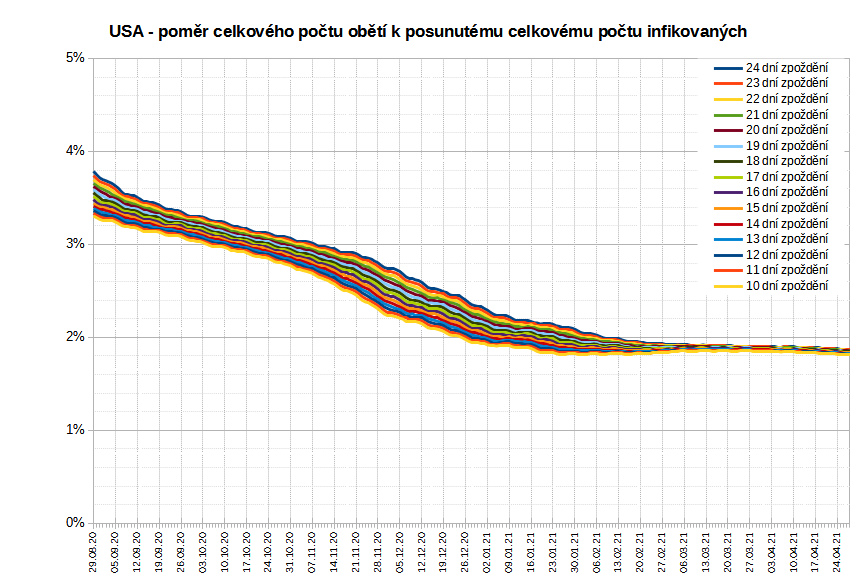 USA - poměr celkového počtu obětí k posunutému celkovému počtu infikovaných
5%
4%
3%
2%
1%
0%
24 dní zpoždění
23 dní zpoždění
22 dní zpoždění
21 dní zpoždění
20 dní zpoždění
19 dní zpoždění
18 dní zpoždění
17 dní zpoždění
16 dní zpoždění
15 dní zpoždění
14 dní zpoždění
13 dní zpoždění
12 dní zpoždění
11 dní zpoždění
10 dní zpoždění
29.08.20
05.09.20
12.09.20
19.09.20
26.09.20
03.10.20
10.10.20
17.10.20
24.10.20
31.10.20
07.11.20
14.11.20
21.11.20
28.11.20
05.12.20
12.12.20
19.12.20
26.12.20
02.01.21
09.01.21
16.01.21
23.01.21
30.01.21
06.02.21
13.02.21
20.02.21
27.02.21
06.03.21
13.03.21
20.03.21
27.03.21
03.04.21
10.04.21
17.04.21
24.04.21